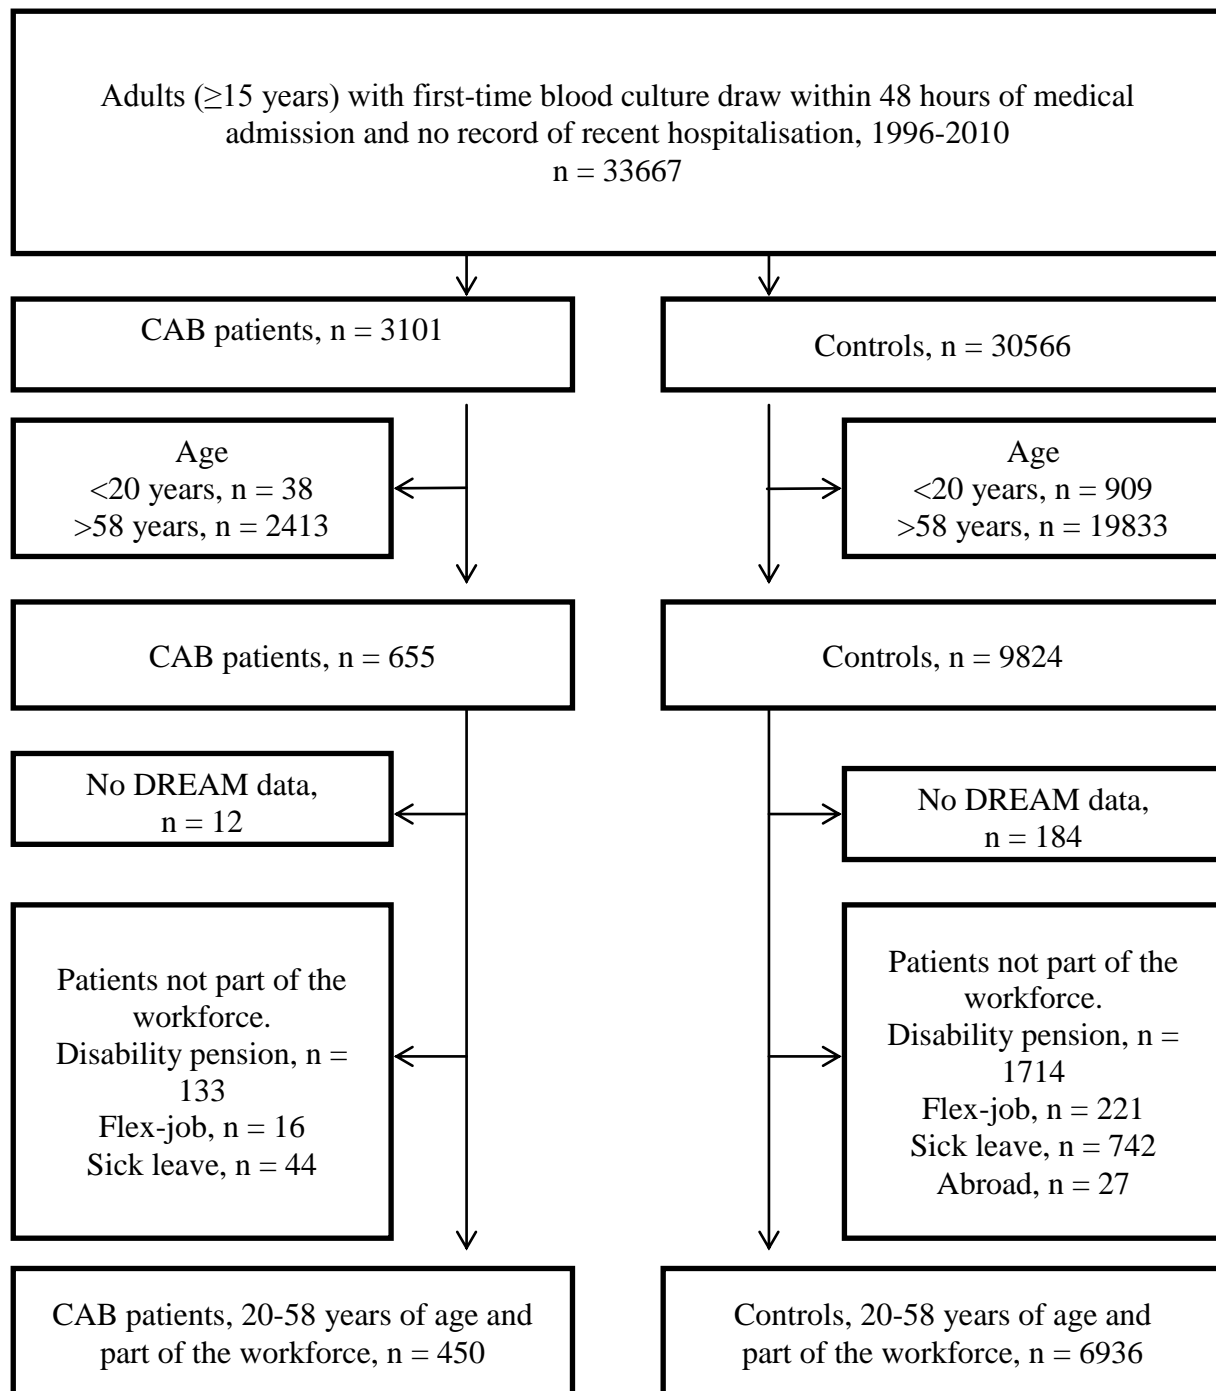 Adults (≥15 years) with first-time blood culture draw within 48 hours of medical
admission and no record of recent hospitalisation, 1996-2010
n = 33667
CAB patients, n = 3101
Controls, n = 30566
Age
<20 years, n = 38
>58 years, n = 2413
Age
<20 years, n = 909
>58 years, n = 19833
CAB patients, n = 655
Controls, n = 9824
No DREAM data,
n = 12
No DREAM data,
n = 184
Patients not part of the
workforce.
Disability pension, n =
133
Flex-job, n = 16
Sick leave, n = 44
Patients not part of the
workforce.
Disability pension, n =
1714
Flex-job, n = 221
Sick leave, n = 742
Abroad, n = 27
CAB patients, 20-58 years of age and
part of the workforce, n = 450
Controls, 20-58 years of age and
part of the workforce, n = 6936